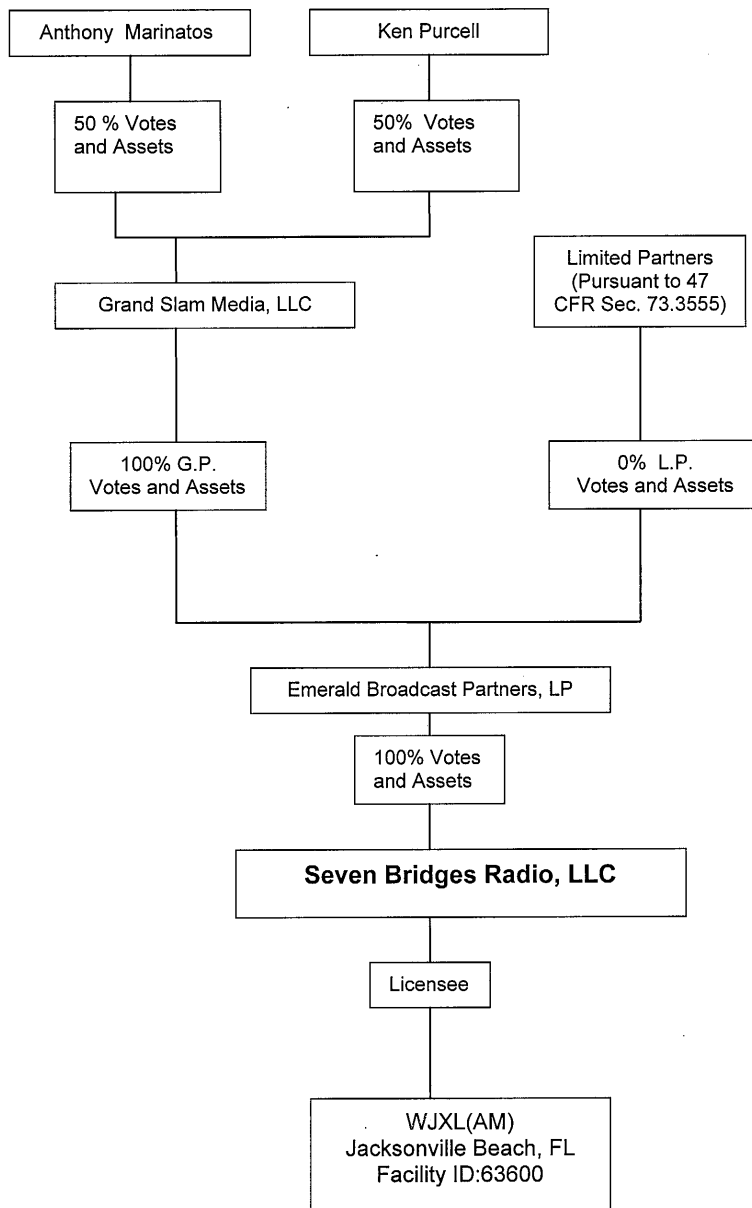 Anthony Marinatos
Ken Purcell
50 % Votes
and Assets
50% Votes
and Assets
Grand Slam Media, LLC
Limited Partners
(Pursuant to 47
CFR Sec. 73.3555)
100% G.P.
Votes and Assets
0% L.P.
Votes and Assets
Emerald Broadcast Partners, LP
100% Votes
and Assets
Seven Bridges Radio, LLC
Licensee
WJXL(AM)
Jacksonville Beach, FL
Facility ID:63600